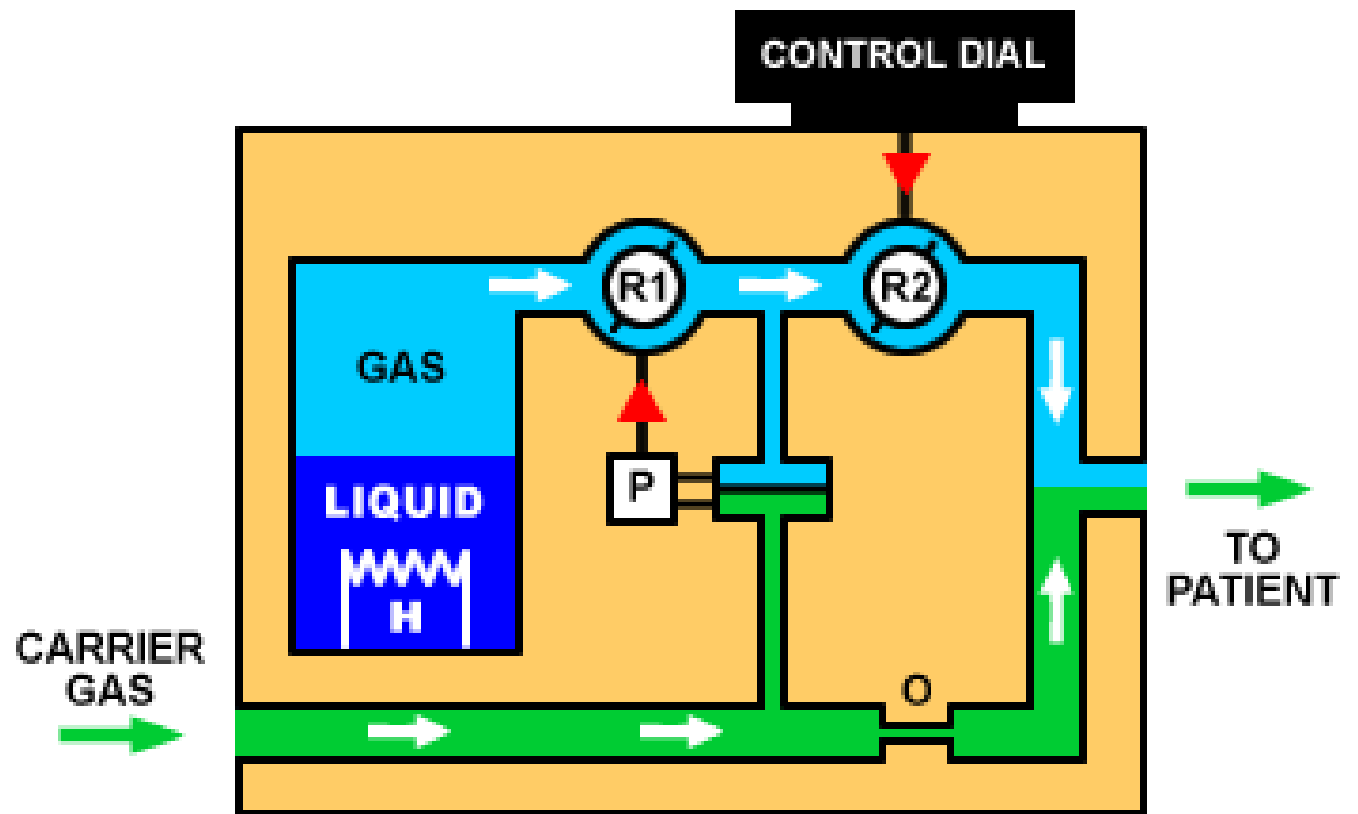 CONTROL DIAL
R1
R2
GAS
P
LIQUID
H
TO
PATIENT
CARRIER
GAS
O